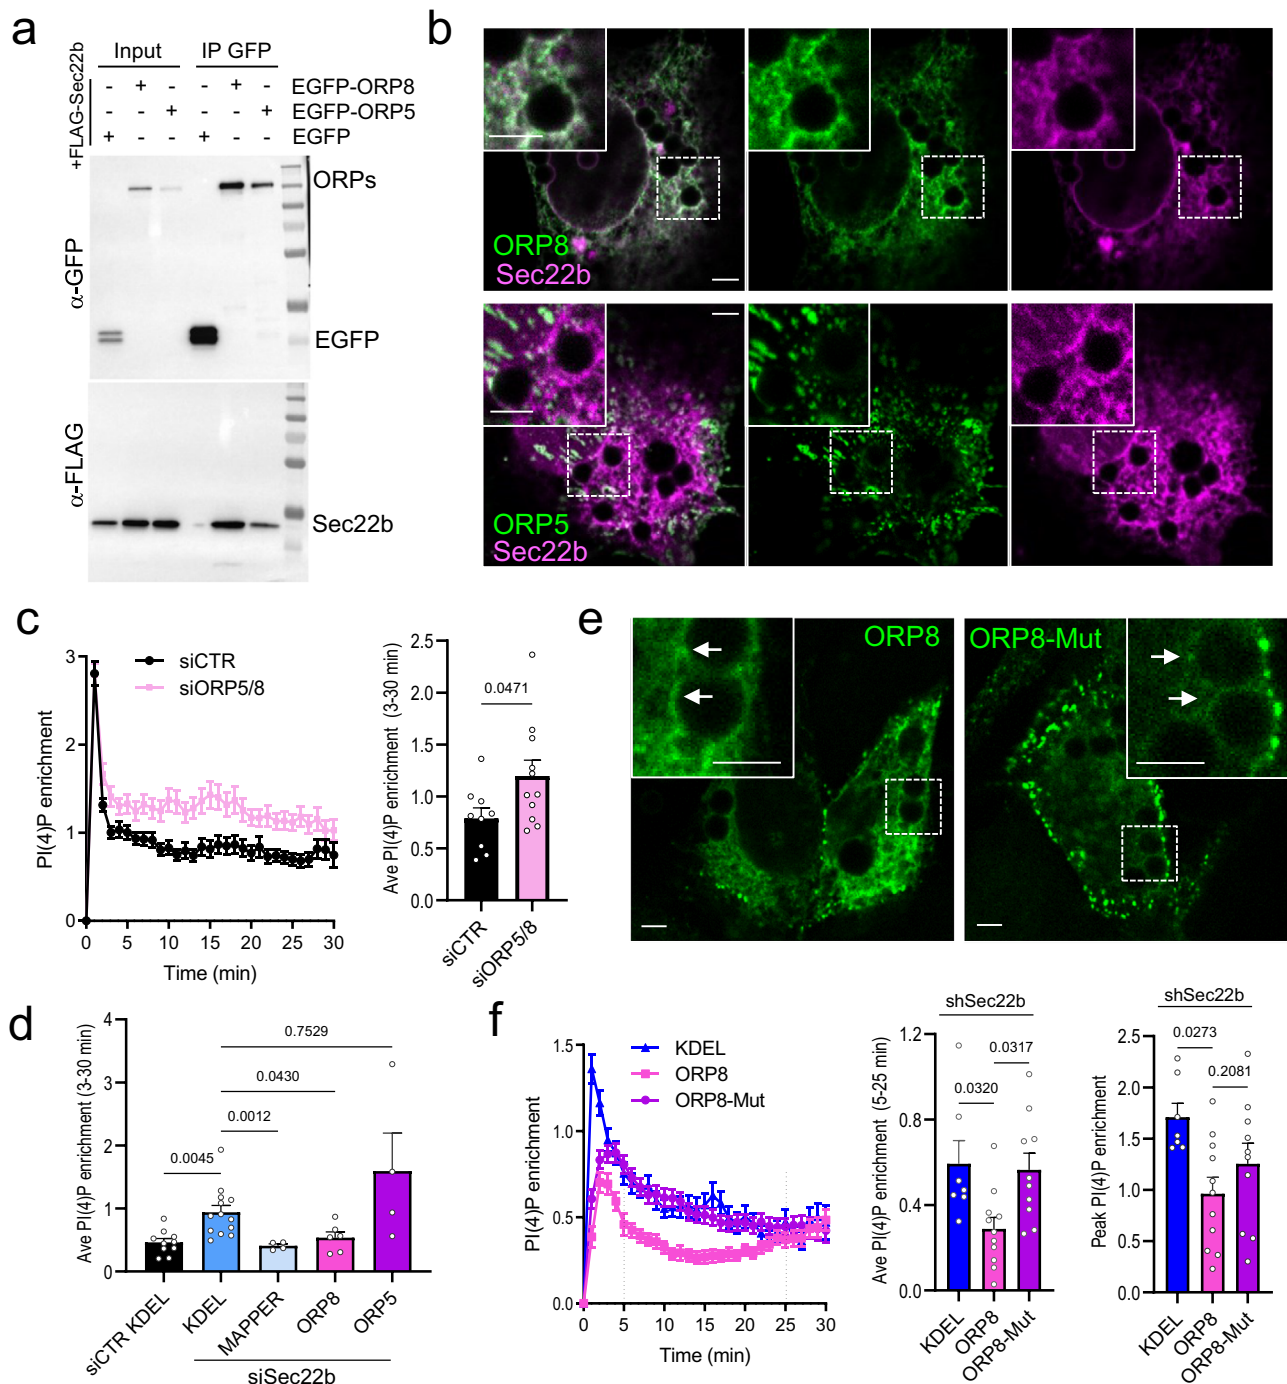 a
Input
IP GFP
+FLAG-Sec22b
- + - - + - EGFP-ORP8
- - + - - + EGFP-ORP5
+ - - + - - EGFP
α-GFP
ORPs
EGFP
α-FLAG
Sec22b
b
ORP8
Sec22b
ORP5
Sec22b
c
siCTR
siORP5/8
PI(4)P enrichment
3
2
1
0
0 5 10 15 20 25 30
Time (min)
Ave PI(4)P enrichment (3-30 min)
2.5
2.0
1.5
1.0
0.5
0.0
0.0471
siCTR
siORP5/8
d
Ave PI(4)P enrichment (3-30 min)
4
3
2
1
0
0.7529
0.0430
0.0012
0.0045
siCTR KDEL
KDEL
MAPPER
ORP8
ORP5
siSec22b
e
ORP8
ORP8-Mut
f
KDEL
ORP8
ORP8-Mut
PI(4)P enrichment
1.5
1.0
0.5
0.0
0 5 10 15 20 25 30
Time (min)
shSec22b
Ave PI(4)P enrichment (5-25 min)
1.2
0.8
0.4
0.0
0.0317
0.0320
KDEL
ORP8
ORP8-Mut
shSec22b
Peak PI(4)P enrichment
2.5
2.0
1.5
1.0
0.5
0.0
0.0273
0.2081
KDEL
ORP8
ORP8-Mut